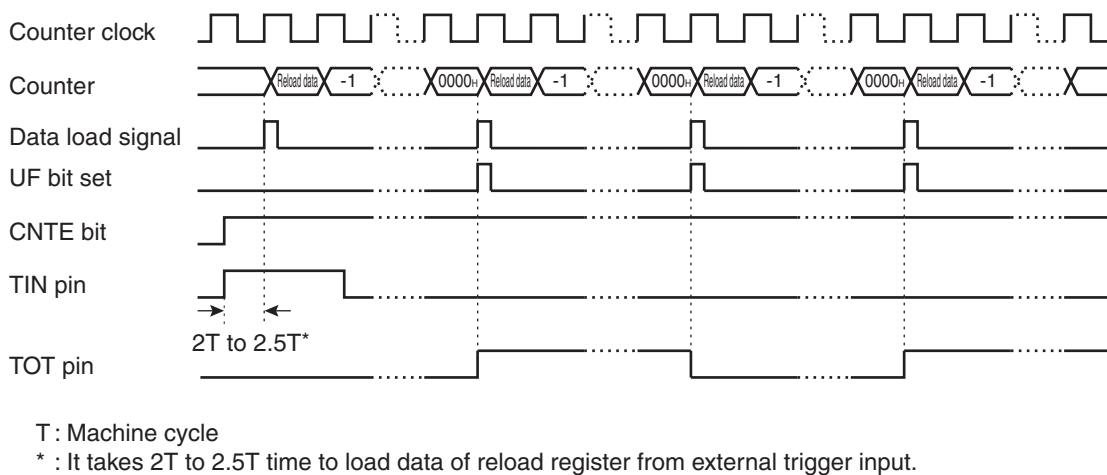 Counter clock
Counter Reload data -1 0000H Reload data -1 0000H Reload data -1 0000H Reload data -1
Data load signal
UF bit set
CNTE bit
TIN pin
2T to 2.5T*
TOT pin
T : Machine cycle
* : It takes 2T to 2.5T time to load data of reload register from external trigger input.